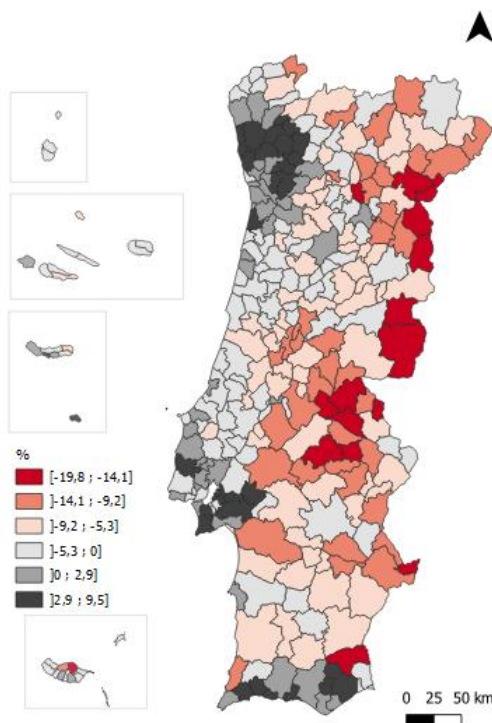 %
[-19,8 ; -14,1]
]-14,1 ; -9,2]
]-9,2 ; -5,3]
]-5,3 ; 0]
]0 ; 2,9]
]2,9 ; 9,5]
0 25 50 km